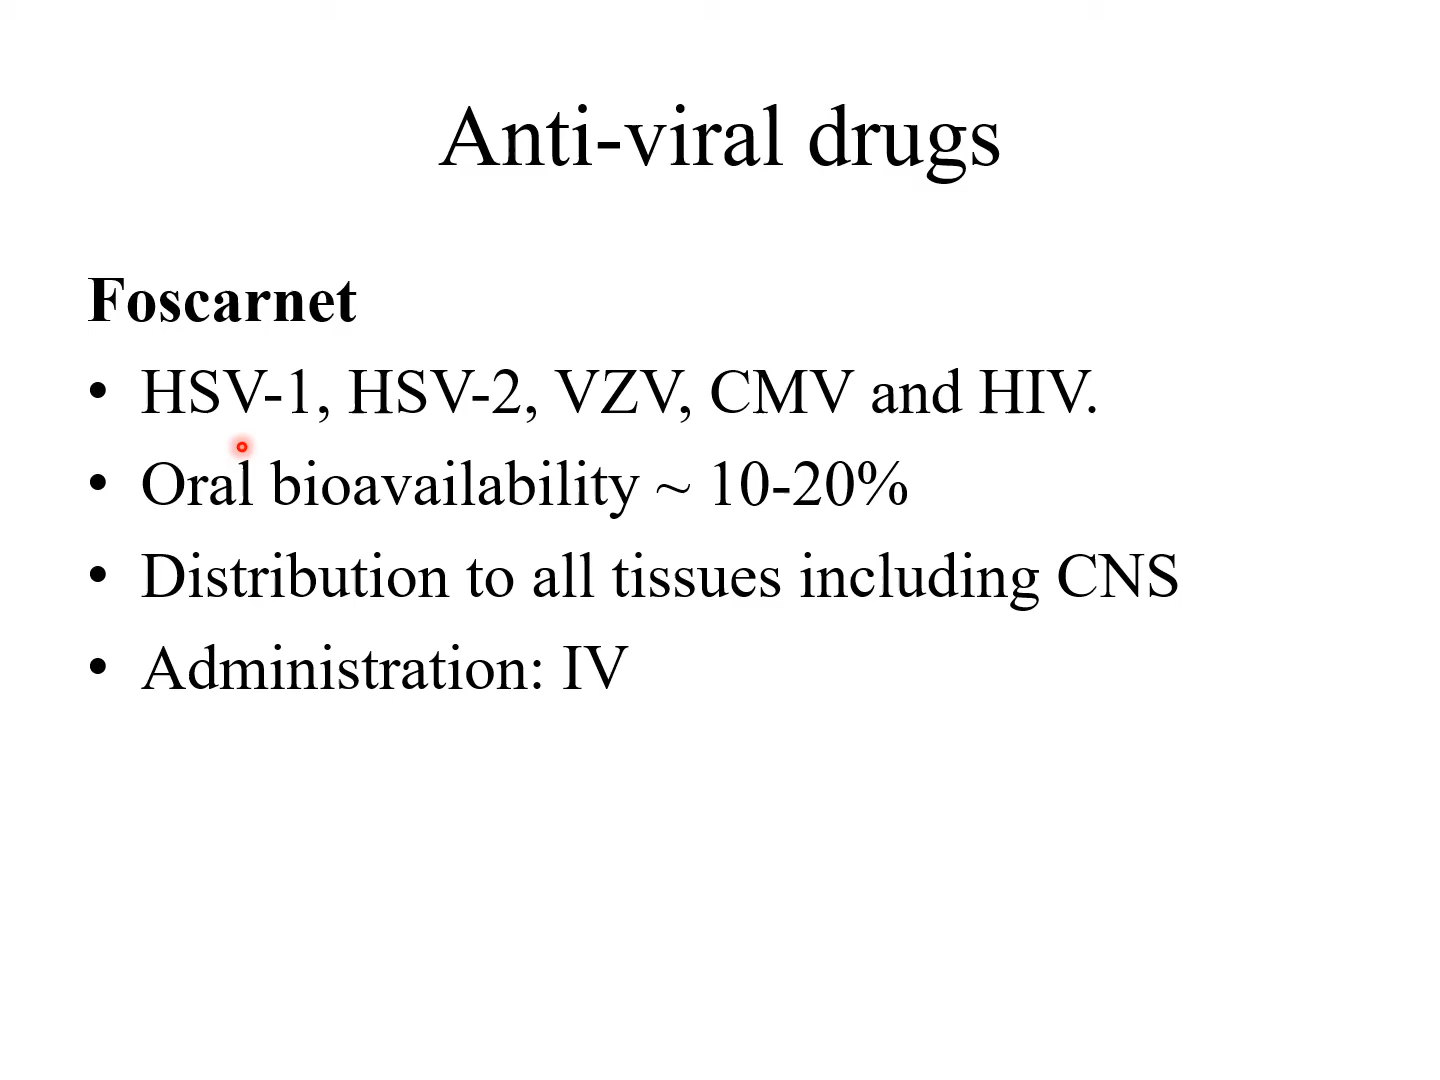 Anti-viral drugs
Foscarnet
• HSV-1, HSV-2, VZV, CMV and HIV.
• Oral bioavailability ~ 10-20%
• Distribution to all tissues including CNS
• Administration: IV